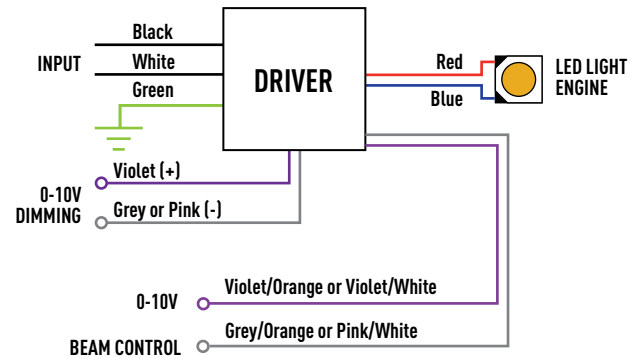 Black
INPUT
White
Green
DRIVER
Red
Blue
LED LIGHT
ENGINE
Violet (+)
0-10V
DIMMING
Grey or Pink (-)
Violet/Orange or Violet/White
0-10V
Grey/Orange or Pink/White
BEAM CONTROL